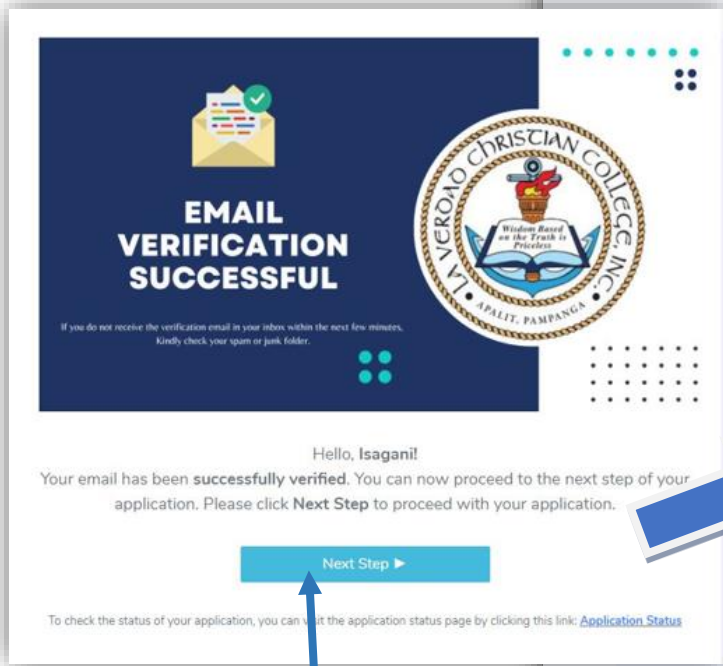 EMAIL
VERIFICATION
SUCCESSFUL
If you do not receive the verification email in your inbox within the next few minutes,
Kindly check your spam or junk folder.
LA VERDAD CHRISTIAN COLLEGE, INC.
Wisdom Based
on the Truth is
Priceless
APALIT, PAMPANGA
Hello, Isagani!
Your email has been successfully verified. You can now proceed to the next step of your
application. Please click Next Step to proceed with your application.
Next Step ▶
To check the status of your application, you can visit the application status page by clicking this link: Application Status